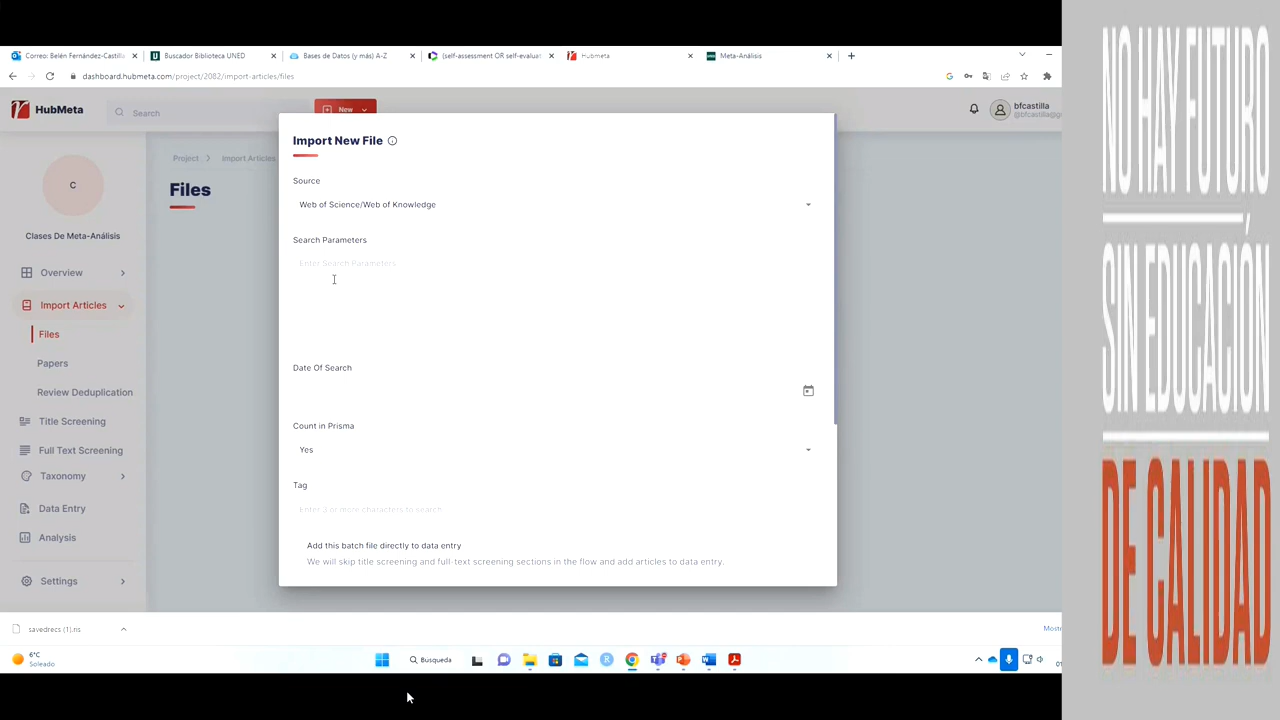 Correo: Belén Fernández-Castilla
Buscador Biblioteca UNED
Bases de Datos (y más) A-Z
(self-assessment OR self-evaluat
Hubmeta
Meta-Análisis
dashboard.hubmeta.com/project/2082/import-articles/files
HubMeta
Search
New
bfcastilla
C
Clases De Meta-Análisis
Overview
Import Articles
Files
Papers
Review Deduplication
Title Screening
Full Text Screening
Taxonomy
Data Entry
Analysis
Settings
Project
Import Articles
Files
Import New File
Source
Web of Science/Web of Knowledge
Search Parameters
Enter Search Parameters
Date Of Search
Count in Prisma
Yes
Tag
Enter 3 or more characters to search
Add this batch file directly to data entry
We will skip title screening and full-text screening sections in the flow and add articles to data entry.
savedrecs (1).ris
6°C
Soleado
Búsqueda
NO HAY FUTURO
SIN EDUCACIÓN
DE CALIDAD